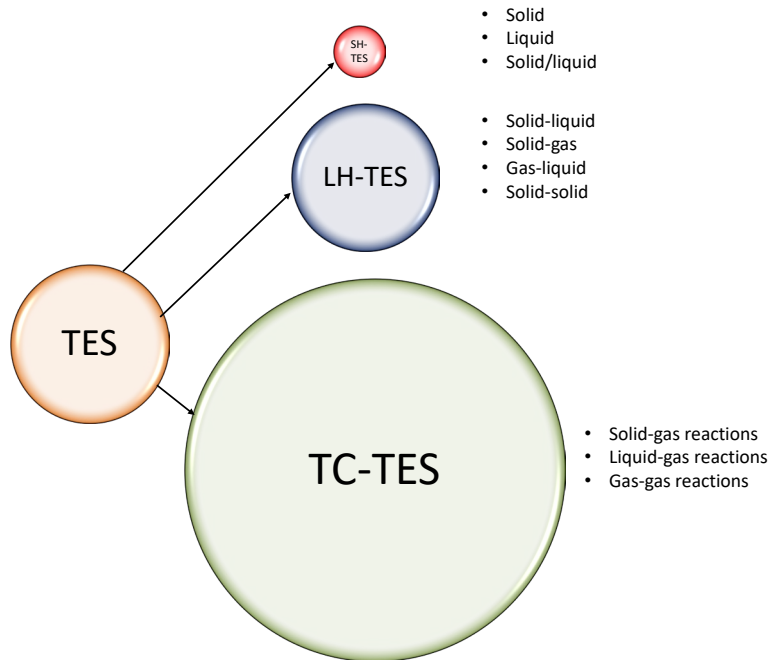 SH-
TES
• Solid
• Liquid
• Solid/liquid
LH-TES
• Solid-liquid
• Solid-gas
• Gas-liquid
• Solid-solid
TES
TC-TES
• Solid-gas reactions
• Liquid-gas reactions
• Gas-gas reactions